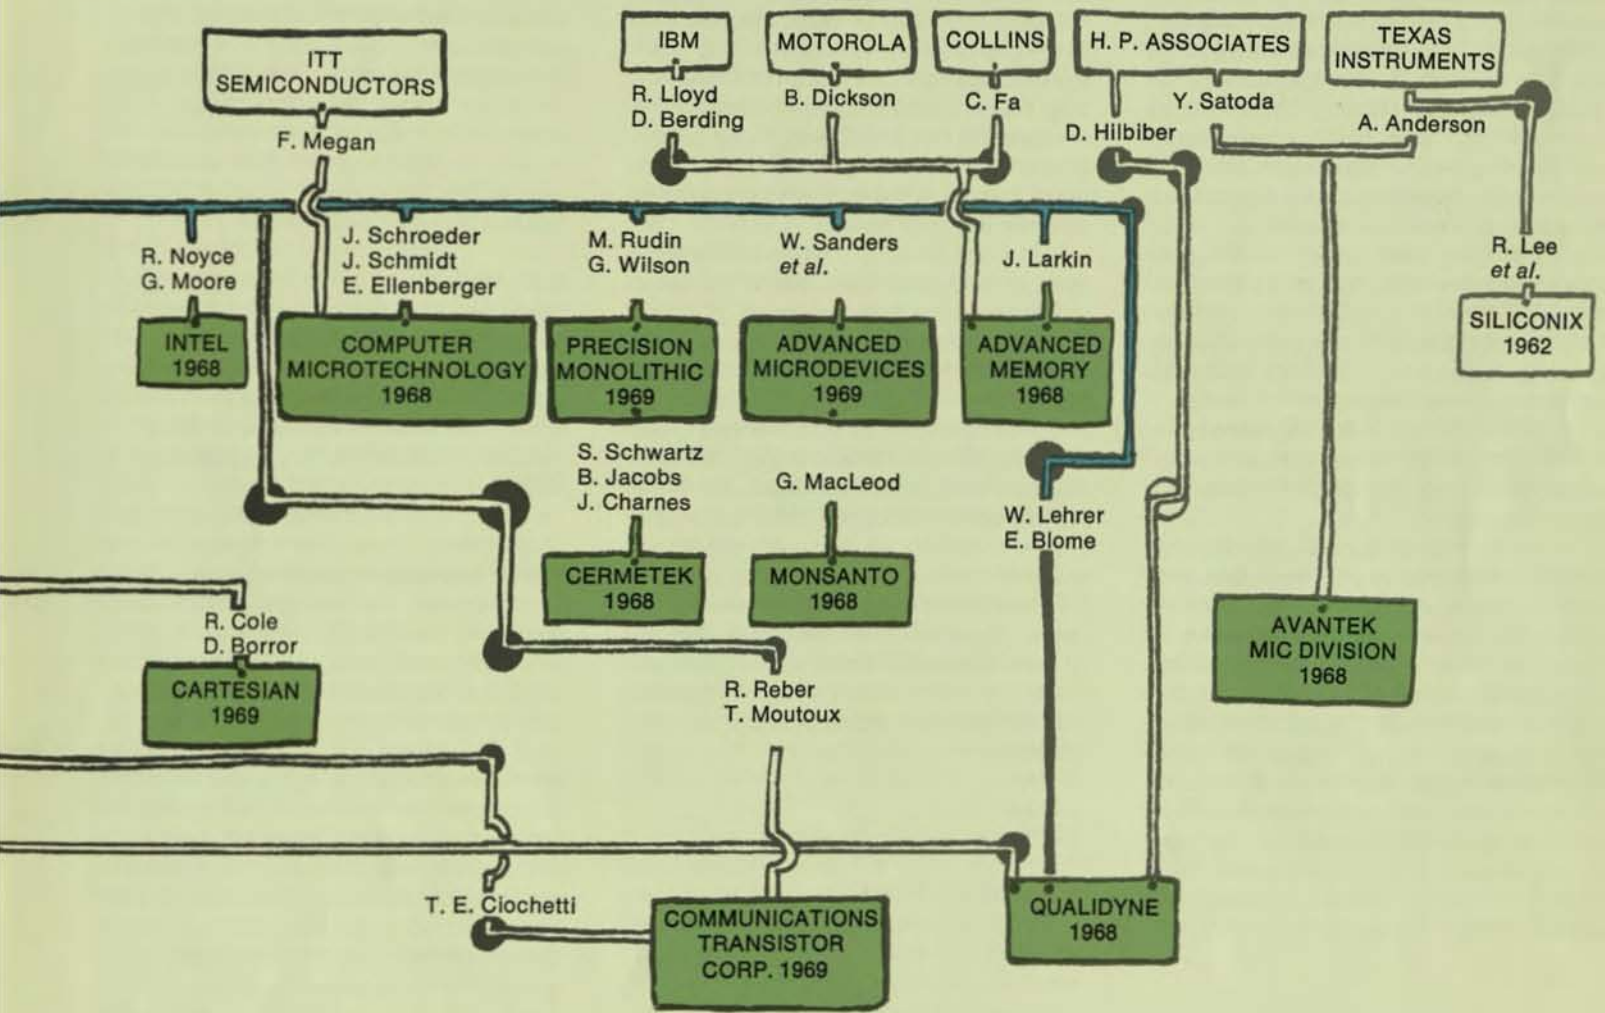 ITT
SEMICONDUCTORS
IBM
MOTOROLA
COLLINS
H. P. ASSOCIATES
TEXAS
INSTRUMENTS
F. Megan
R. Lloyd
D. Berding
B. Dickson
C. Fa
D. Hilbiber
Y. Satoda
A. Anderson
R. Noyce
G. Moore
J. Schroeder
J. Schmidt
E. Ellenberger
M. Rudin
G. Wilson
W. Sanders
et al.
J. Larkin
R. Lee
et al.
INTEL
1968
COMPUTER
MICROTECHNOLOGY
1968
PRECISION
MONOLITHIC
1969
ADVANCED
MICRODEVICES
1969
ADVANCED
MEMORY
1968
SILICONIX
1962
S. Schwartz
B. Jacobs
J. Charnes
G. MacLeod
W. Lehrer
E. Blome
CERMETEK
1968
MONSANTO
1968
R. Cole
D. Borror
CARTESIAN
1969
AVANTEK
MIC DIVISION
1968
R. Reber
T. Moutoux
T. E. Ciochetti
COMMUNICATIONS
TRANSISTOR
CORP. 1969
QUALIDYNE
1968